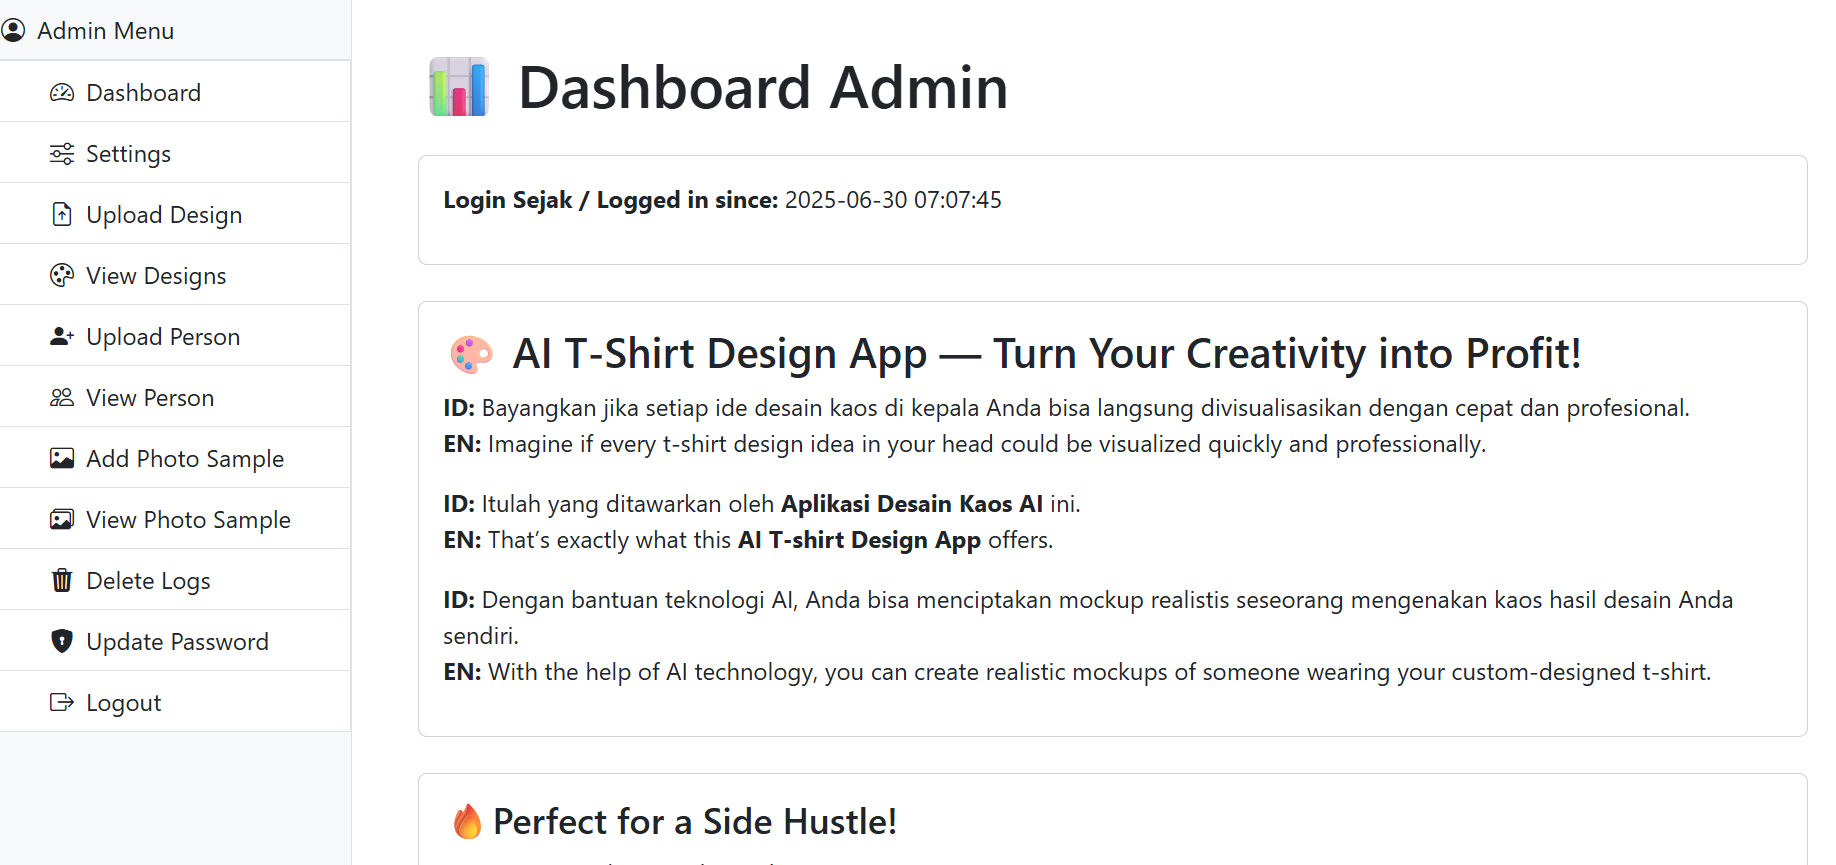 Admin Menu
Dashboard
Settings
Upload Design
View Designs
Upload Person
View Person
Add Photo Sample
View Photo Sample
Delete Logs
Update Password
Logout
Dashboard Admin
Login Sejak / Logged in since: 2025-06-30 07:07:45
AI T-Shirt Design App — Turn Your Creativity into Profit!
ID: Bayangkan jika setiap ide desain kaos di kepala Anda bisa langsung divisualisasikan dengan cepat dan profesional.
EN: Imagine if every t-shirt design idea in your head could be visualized quickly and professionally.
ID: Itulah yang ditawarkan oleh Aplikasi Desain Kaos AI ini.
EN: That’s exactly what this AI T-shirt Design App offers.
ID: Dengan bantuan teknologi AI, Anda bisa menciptakan mockup realistis seseorang mengenakan kaos hasil desain Anda
sendiri.
EN: With the help of AI technology, you can create realistic mockups of someone wearing your custom-designed t-shirt.
Perfect for a Side Hustle!